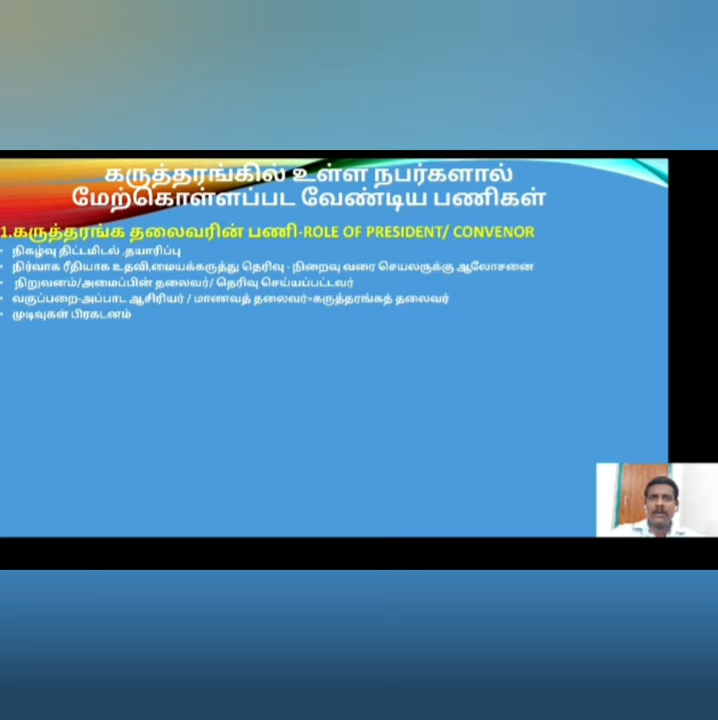 கருத்தரங்கில் உள்ள நபர்களால்
மேற்கொள்ளப்பட வேண்டிய பணிகள்
1.கருத்தரங்க தலைவரின் பணி-ROLE OF PRESIDENT/ CONVENOR
• நிகழ்வு திட்டமிடல் ,தயாரிப்பு
• நிர்வாக ரீதியாக உதவி,மையக்கருத்து தெரிவு - நிறைவு வரை செயலருக்கு ஆலோசனை
• நிறுவனம்/அமைப்பின் தலைவர்/ தெரிவு செய்யப்பட்டவர்
• வகுப்பறை-அப்பாட ஆசிரியர் / மாணவத் தலைவர்=கருத்தரங்கத் தலைவர்
• முடிவுகள் பிரகடனம்